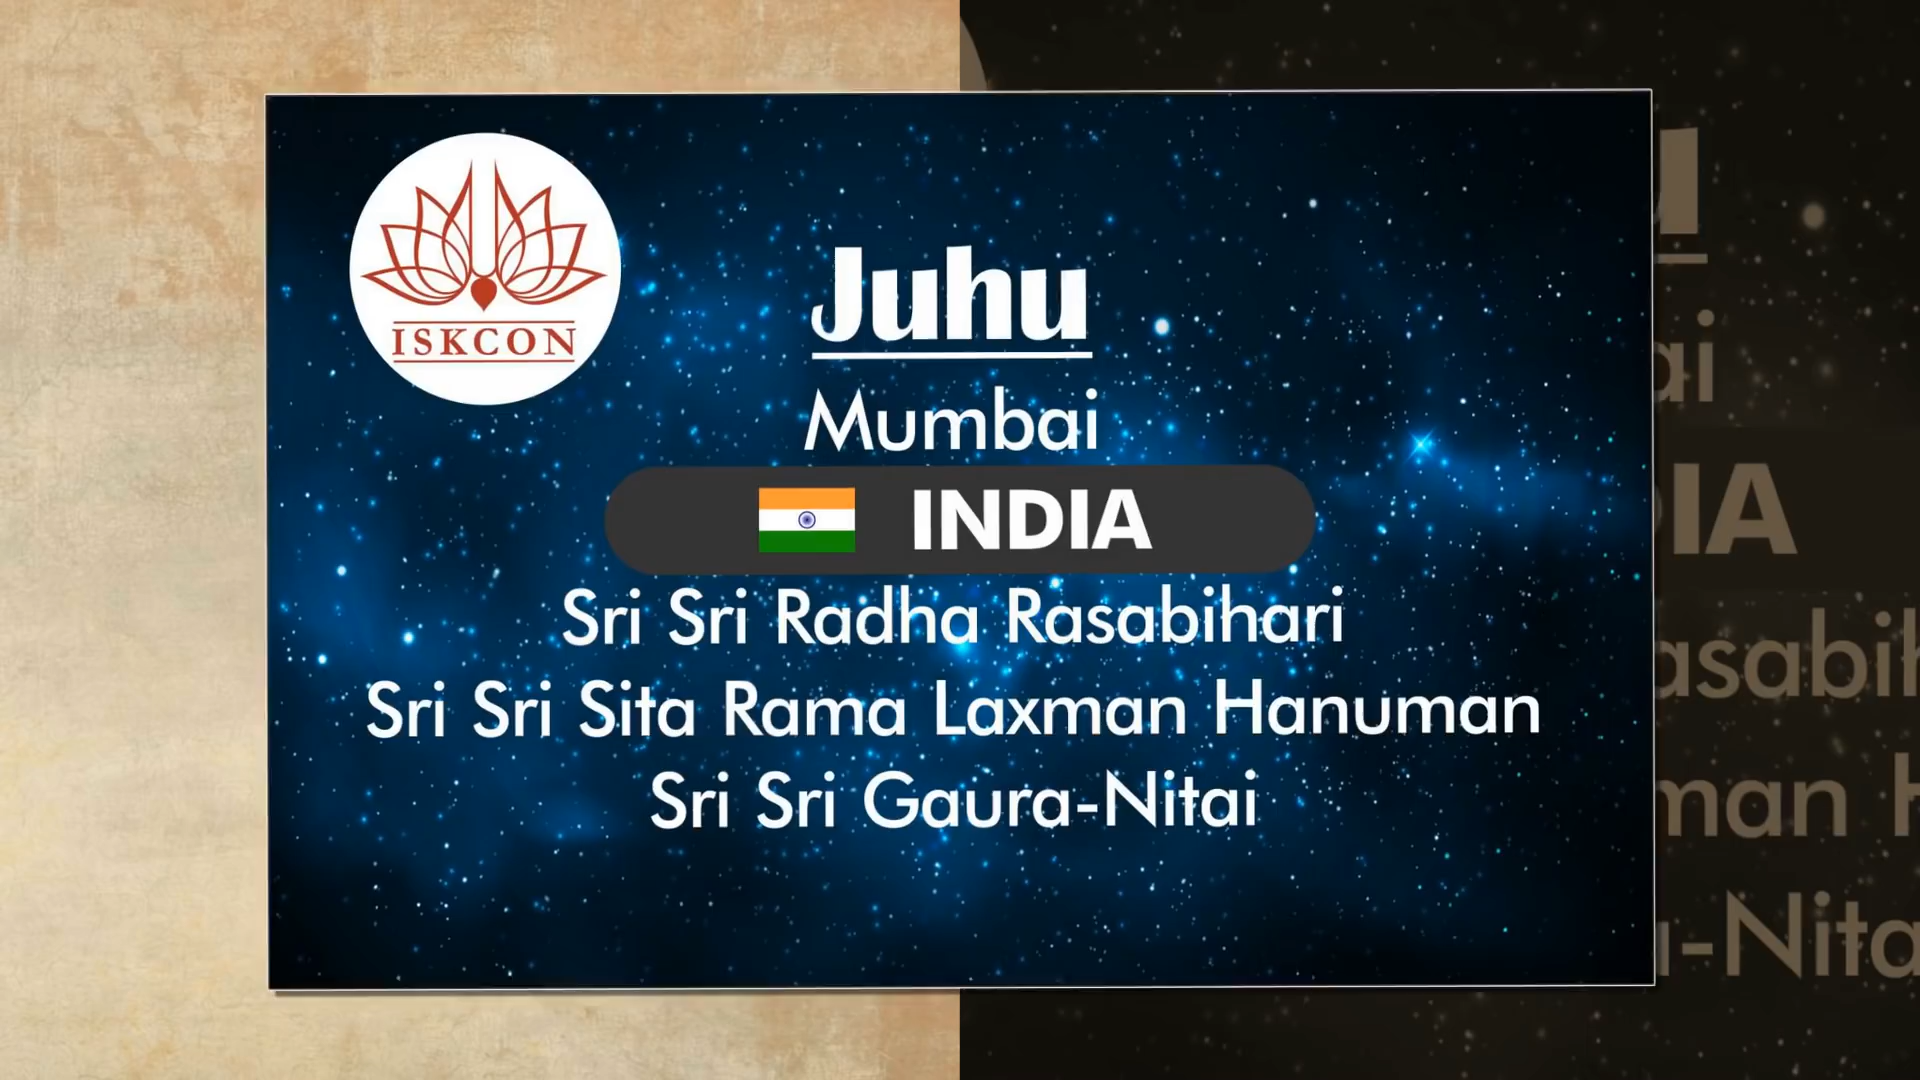 ISKCON
Juhu
Mumbai
INDIA
Sri Sri Radha Rasabihari
Sri Sri Sita Rama Laxman Hanuman
Sri Sri Gaura-Nitai